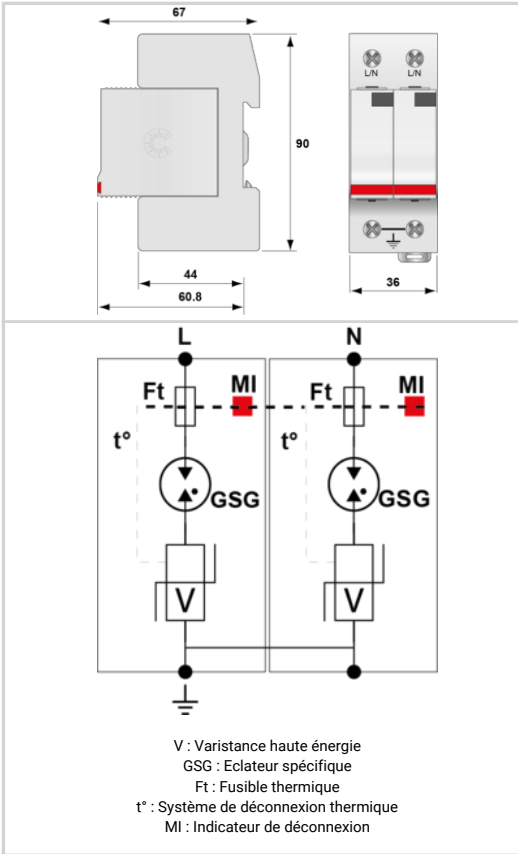 67
90
44
60.8
L/N L/N
36
L N
Ft MI Ft MI
t° t°
GSG GSG
V V
V : Varistance haute énergie
GSG : Eclateur spécifique
Ft : Fusible thermique
t° : Système de déconnexion thermique
MI : Indicateur de déconnexion